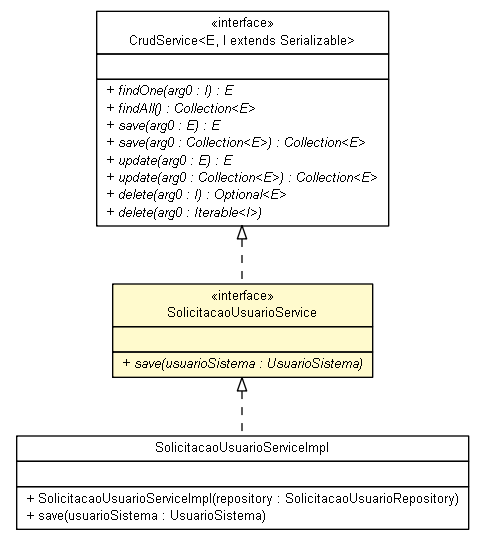 «interface»
CrudService<E, I extends Serializable>
+ findOne(arg0 : I) : E
+ findAll() : Collection<E>
+ save(arg0 : E) : E
+ save(arg0 : Collection<E>) : Collection<E>
+ update(arg0 : E) : E
+ update(arg0 : Collection<E>) : Collection<E>
+ delete(arg0 : I) : Optional<E>
+ delete(arg0 : Iterable<I>)
«interface»
SolicitacaoUsuarioService
+ save(usuarioSistema : UsuarioSistema)
SolicitacaoUsuarioServiceImpl
+ SolicitacaoUsuarioServiceImpl(repository : SolicitacaoUsuarioRepository)
+ save(usuarioSistema : UsuarioSistema)